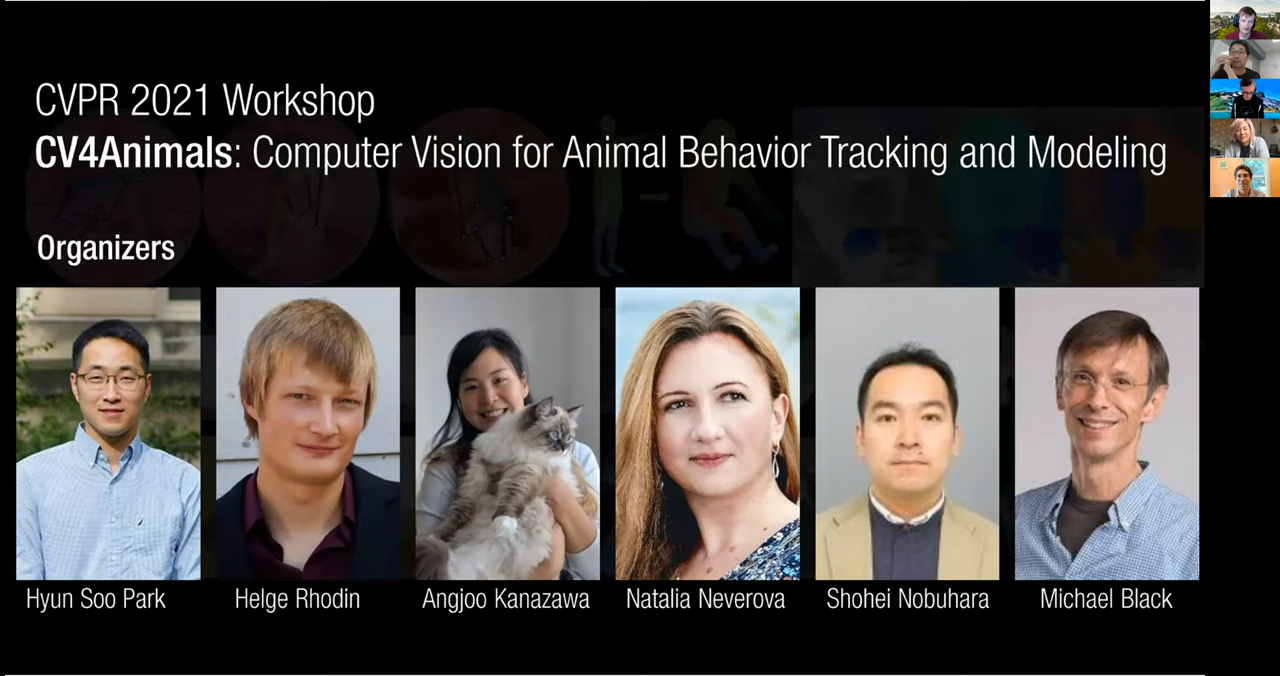 CVPR 2021 Workshop
CV4Animals: Computer Vision for Animal Behavior Tracking and Modeling
Organizers
Hyun Soo Park
Helge Rhodin
Angjoo Kanazawa
Natalia Neverova
Shohei Nobuhara
Michael Black